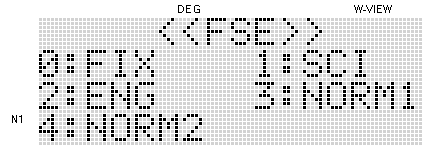 DEG W-VIEW
<<FSE>>
0:FIX 1:SCI
2:ENG 3:NORM1
N1
4:NORM2